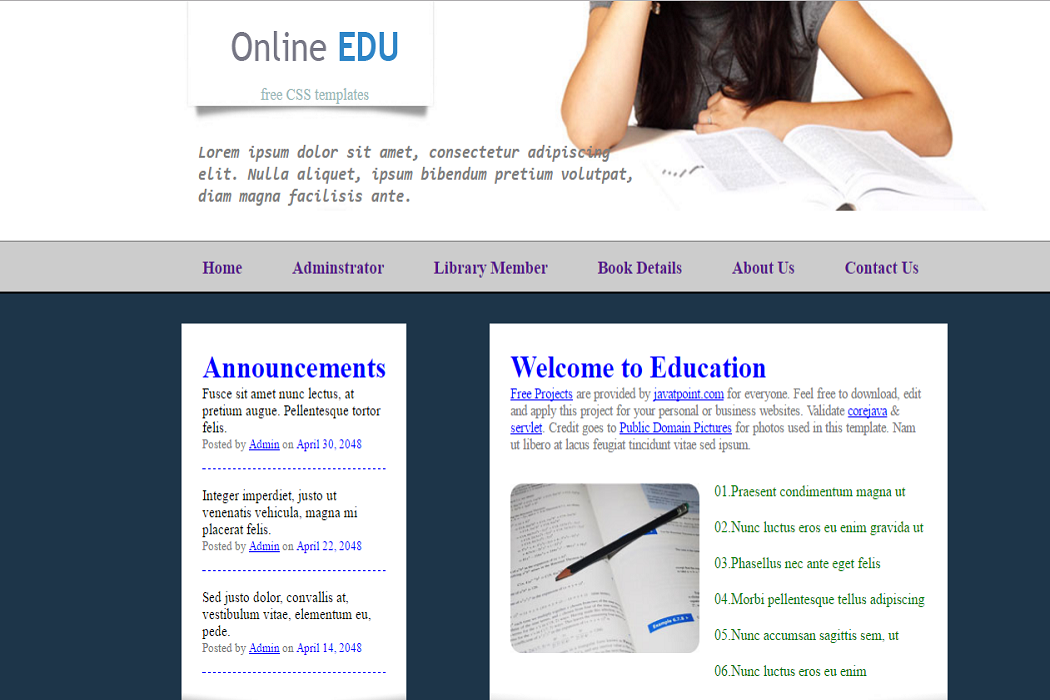 Online EDU
free CSS templates
Lorem ipsum dolor sit amet, consectetur adipiscing
elit. Nulla aliquet, ipsum bibendum pretium volutpat,
diam magna facilisis ante.
Home Adminstrator Library Member Book Details About Us Contact Us
Announcements
Fusce sit amet nunc lectus, at
pretium augue. Pellentesque tortor
felis.
Posted by Admin on April 30, 2048
Integer imperdiet, justo ut
venenatis vehicula, magna mi
placerat felis.
Posted by Admin on April 22, 2048
Sed justo dolor, convallis at,
vestibulum vitae, elementum eu,
pede.
Posted by Admin on April 14, 2048
Welcome to Education
Free Projects are provided by javatpoint.com for everyone. Feel free to download, edit
and apply this project for your personal or business websites. Validate corejava &
servlet. Credit goes to Public Domain Pictures for photos used in this template. Nam
ut libero at lacus feugiat tincidunt vitae sed ipsum.
Example 6.7.8
01.Praesent condimentum magna ut
02.Nunc luctus eros eu enim gravida ut
03.Phasellus nec ante eget felis
04.Morbi pellentesque tellus adipiscing
05.Nunc accumsan sagittis sem, ut
06.Nunc luctus eros eu enim